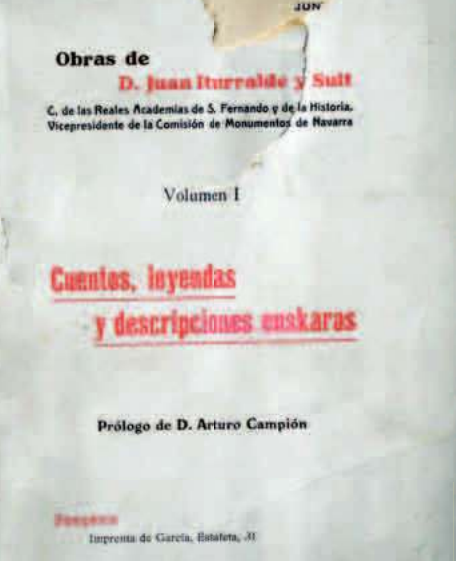 JUN
Obras de
D. Juan Iturralde y Suit
C. de las Reales Academias de S. Fernando y de la Historia,
Vicepresidente de la Comisión de Monumentos de Navarra
Volumen I
Cuentos, leyendas
y descripciones euskaras
Prólogo de D. Arturo Campión
Imprenta de García, Estafeta, 31